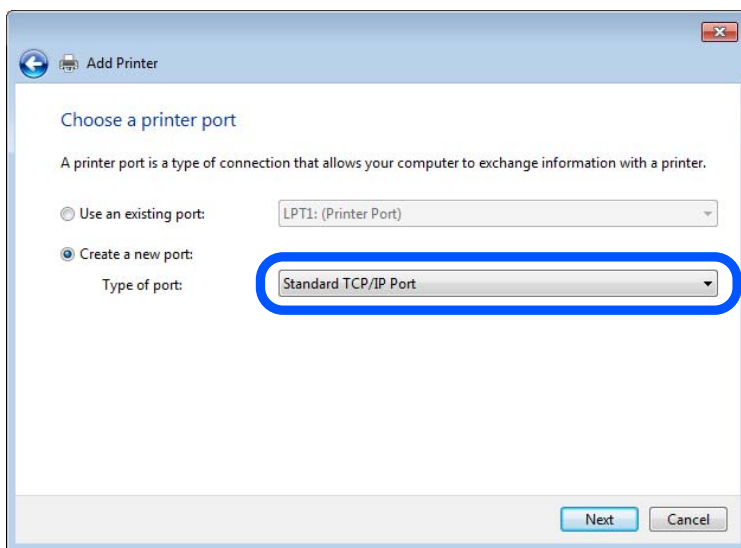 Add Printer
Choose a printer port
A printer port is a type of connection that allows your computer to exchange information with a printer.
Use an existing port: LPT1: (Printer Port)
Create a new port:
Type of port: Standard TCP/IP Port
Next Cancel